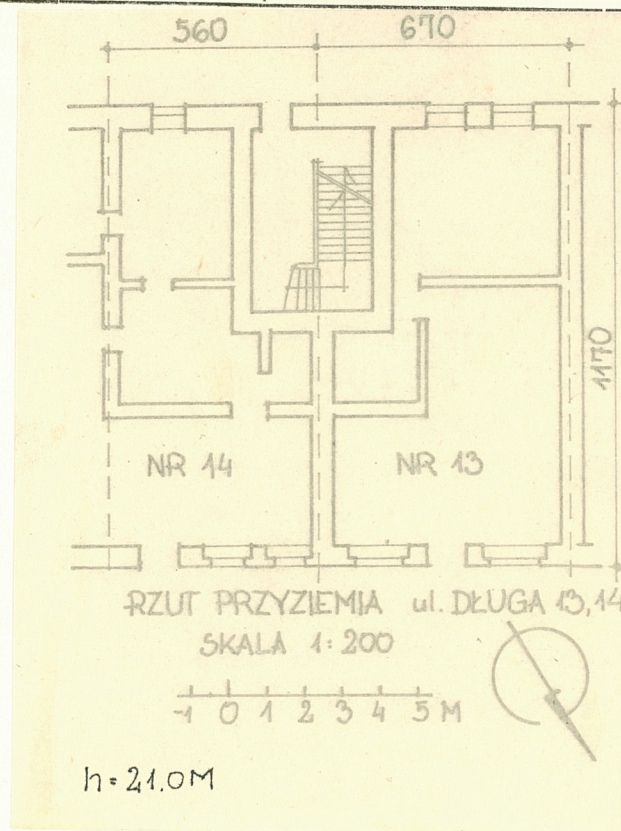 560 670
1170
NR 14 NR 13
RZUT PRZYZIEMIA ul. DŁUGA 13,14
SKALA 1:200
-1 0 1 2 3 4 5 M
h=21.0M